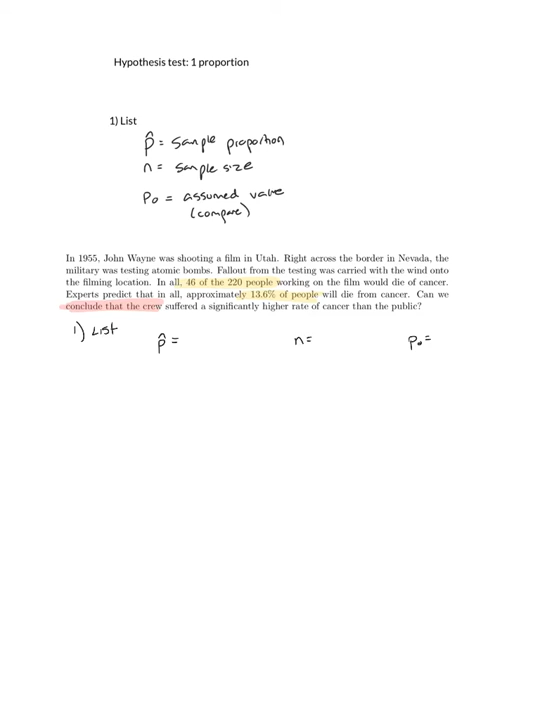 Hypothesis test: 1 proportion
1) List
p̂ = sample proportion
n = sample size
p₀ = assumed value
(compare)
In 1955, John Wayne was shooting a film in Utah. Right across the border in Nevada, the
military was testing atomic bombs. Fallout from the testing was carried with the wind onto
the filming location. In all, 46 of the 220 people working on the film would die of cancer.
Experts predict that in all, approximately 13.6% of people will die from cancer. Can we
conclude that the crew suffered a significantly higher rate of cancer than the public?
1) List
p̂ = n = p₀ =